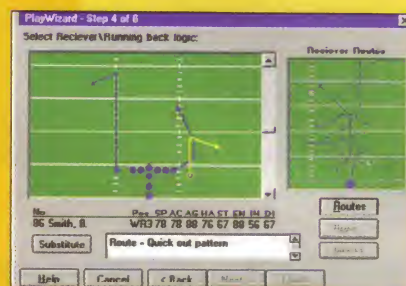 PlayWizard - Step 4 of 6
Select Reciever\Running back logic:
Reciever Routes
No Pos SP AC AG HA ST EN IN DI
86 Smith, B. WR3 78 78 88 76 67 88 56 67
Routes
Substitute
Route - Quick out pattern
Help
Cancel
< Back